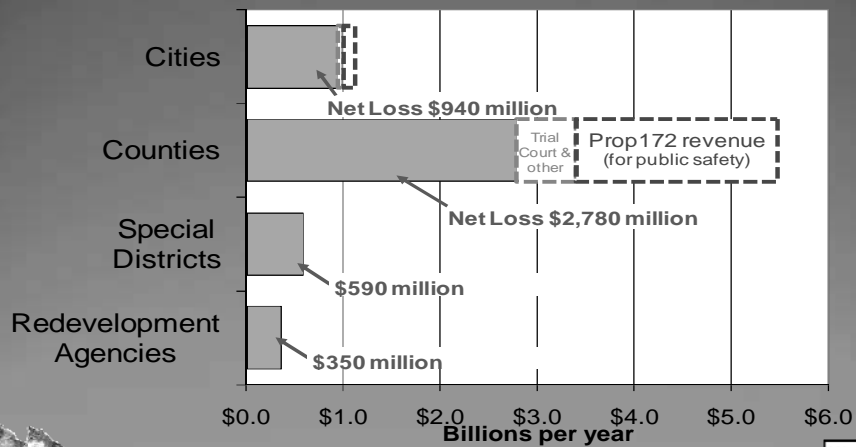 Cities
Net Loss $940 million
Counties
Trial
Court &
other
Prop172 revenue
(for public safety)
Net Loss $2,780 million
Special
Districts
$590 million
Redevelopment
Agencies
$350 million
$0.0 $1.0 $2.0 $3.0 $4.0 $5.0 $6.0
Billions per year